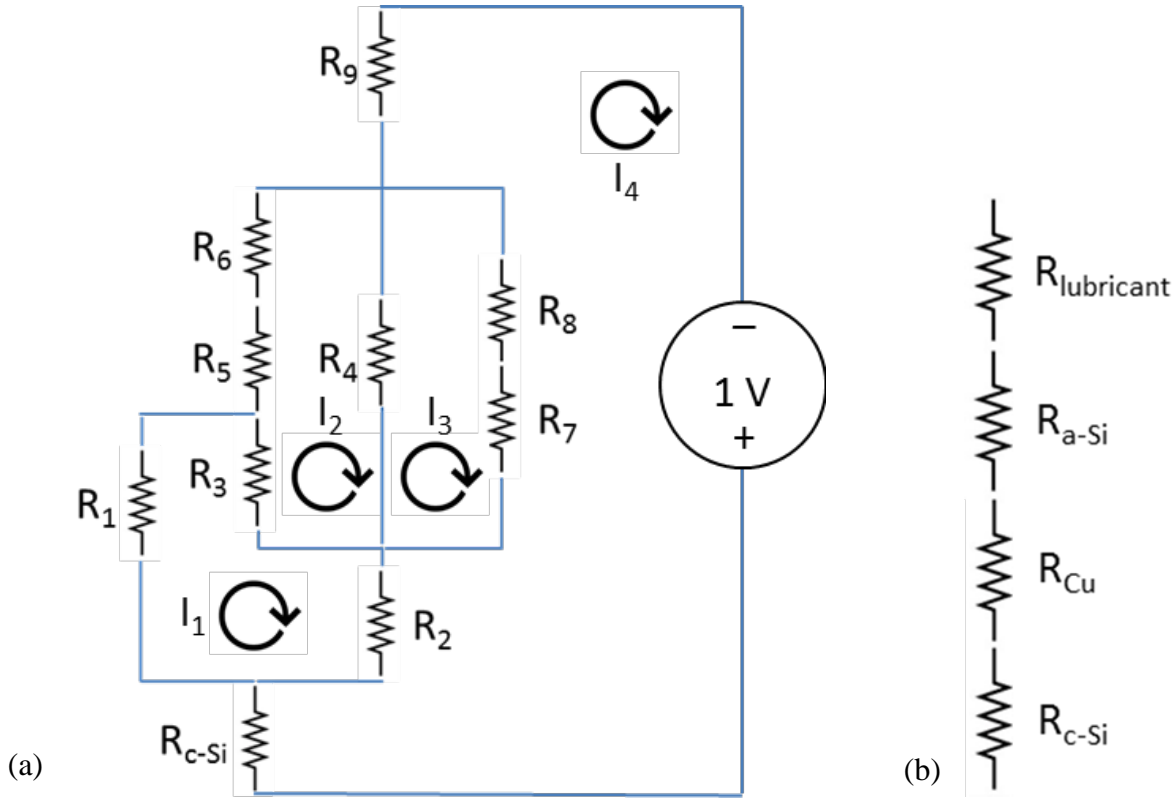 R9
I4
R6
R8
Rlubricant
R5
R4
−
1 V
+
R7
Ra-Si
I2
I3
R3
R1
RCu
I1
R2
Rc-Si
Rc-Si
(a)
(b)